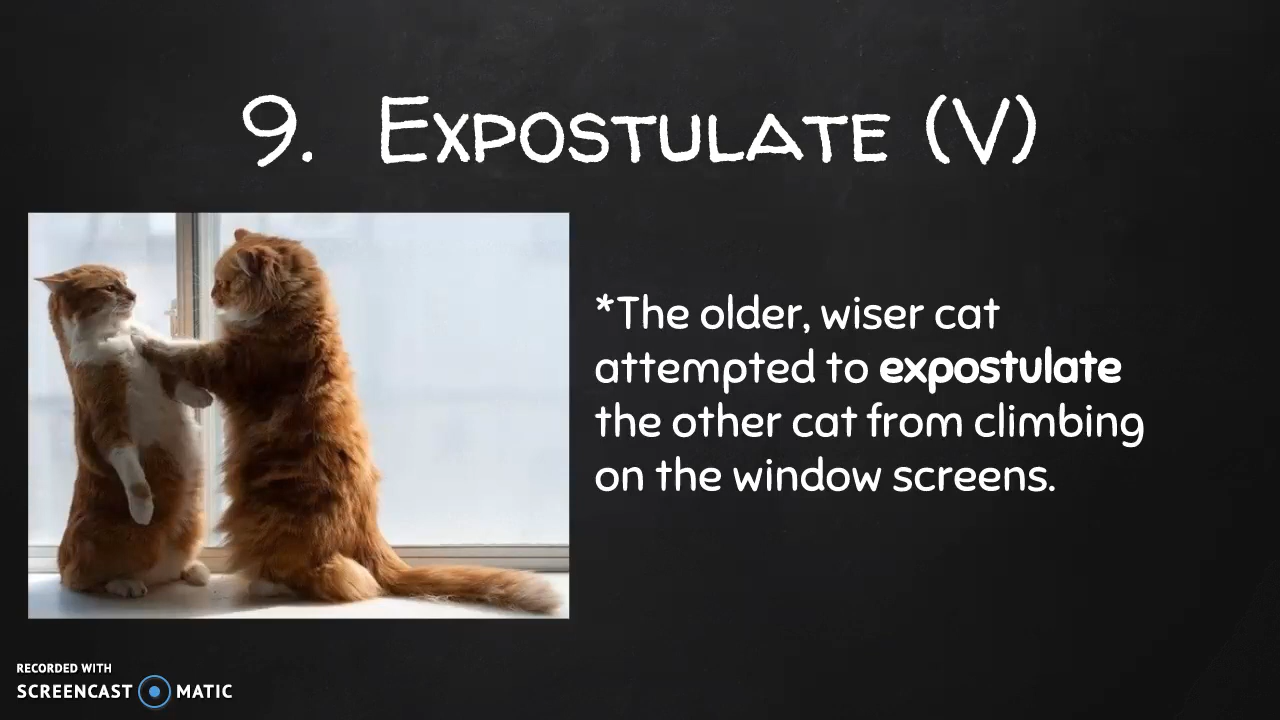 9. Expostulate (V)
*The older, wiser cat
attempted to expostulate
the other cat from climbing
on the window screens.
RECORDED WITH
SCREENCAST MATIC